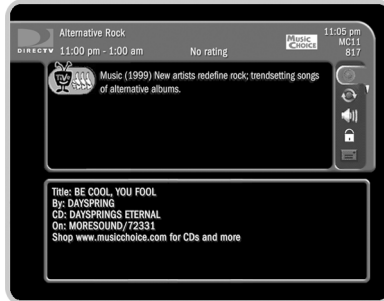 Alternative Rock
11:05 pm
DIRECTV
11:00 pm - 1:00 am
No rating
Music Choice
MC11
817
TiVo
Music (1999) New artists redefine rock; trendsetting songs
of alternative albums.
Title: BE COOL, YOU FOOL
By: DAYSPRING
CD: DAYSPRINGS ETERNAL
On: MORESOUND/72331
Shop www.musicchoice.com for CDs and more